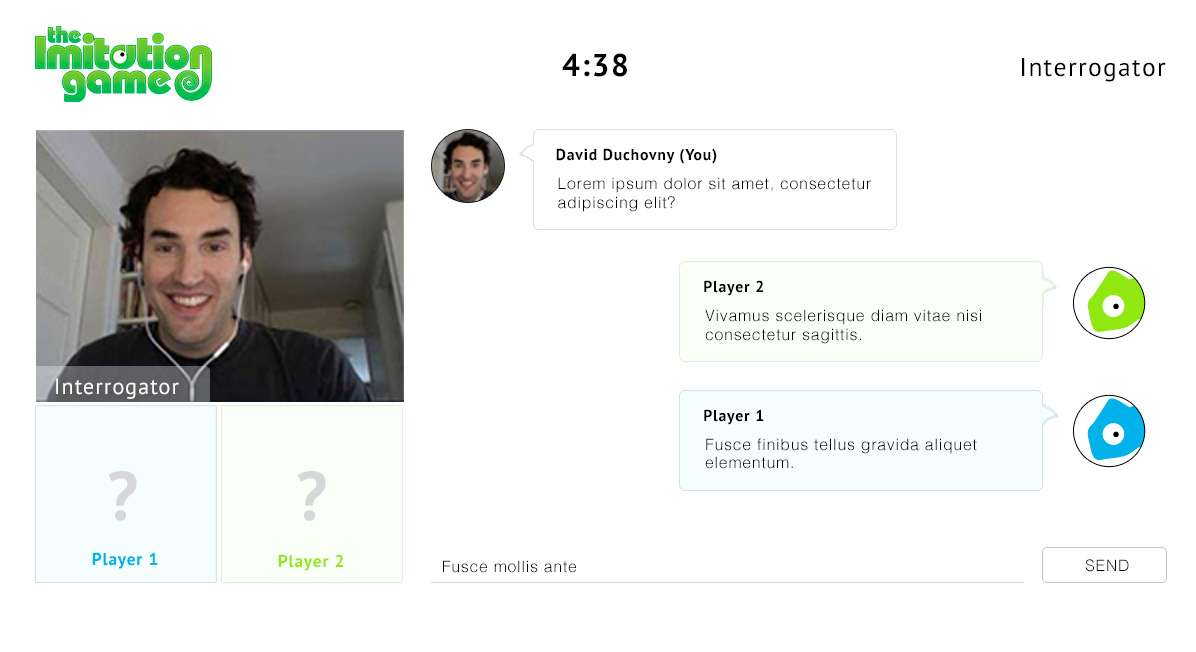 the
Imitation
game
4:38
Interrogator
Interrogator
?
Player 1
?
Player 2
David Duchovny (You)
Lorem ipsum dolor sit amet, consectetur
adipiscing elit?
Player 2
Vivamus scelerisque diam vitae nisi
consectetur sagittis.
Player 1
Fusce finibus tellus gravida aliquet
elementum.
Fusce mollis ante
SEND